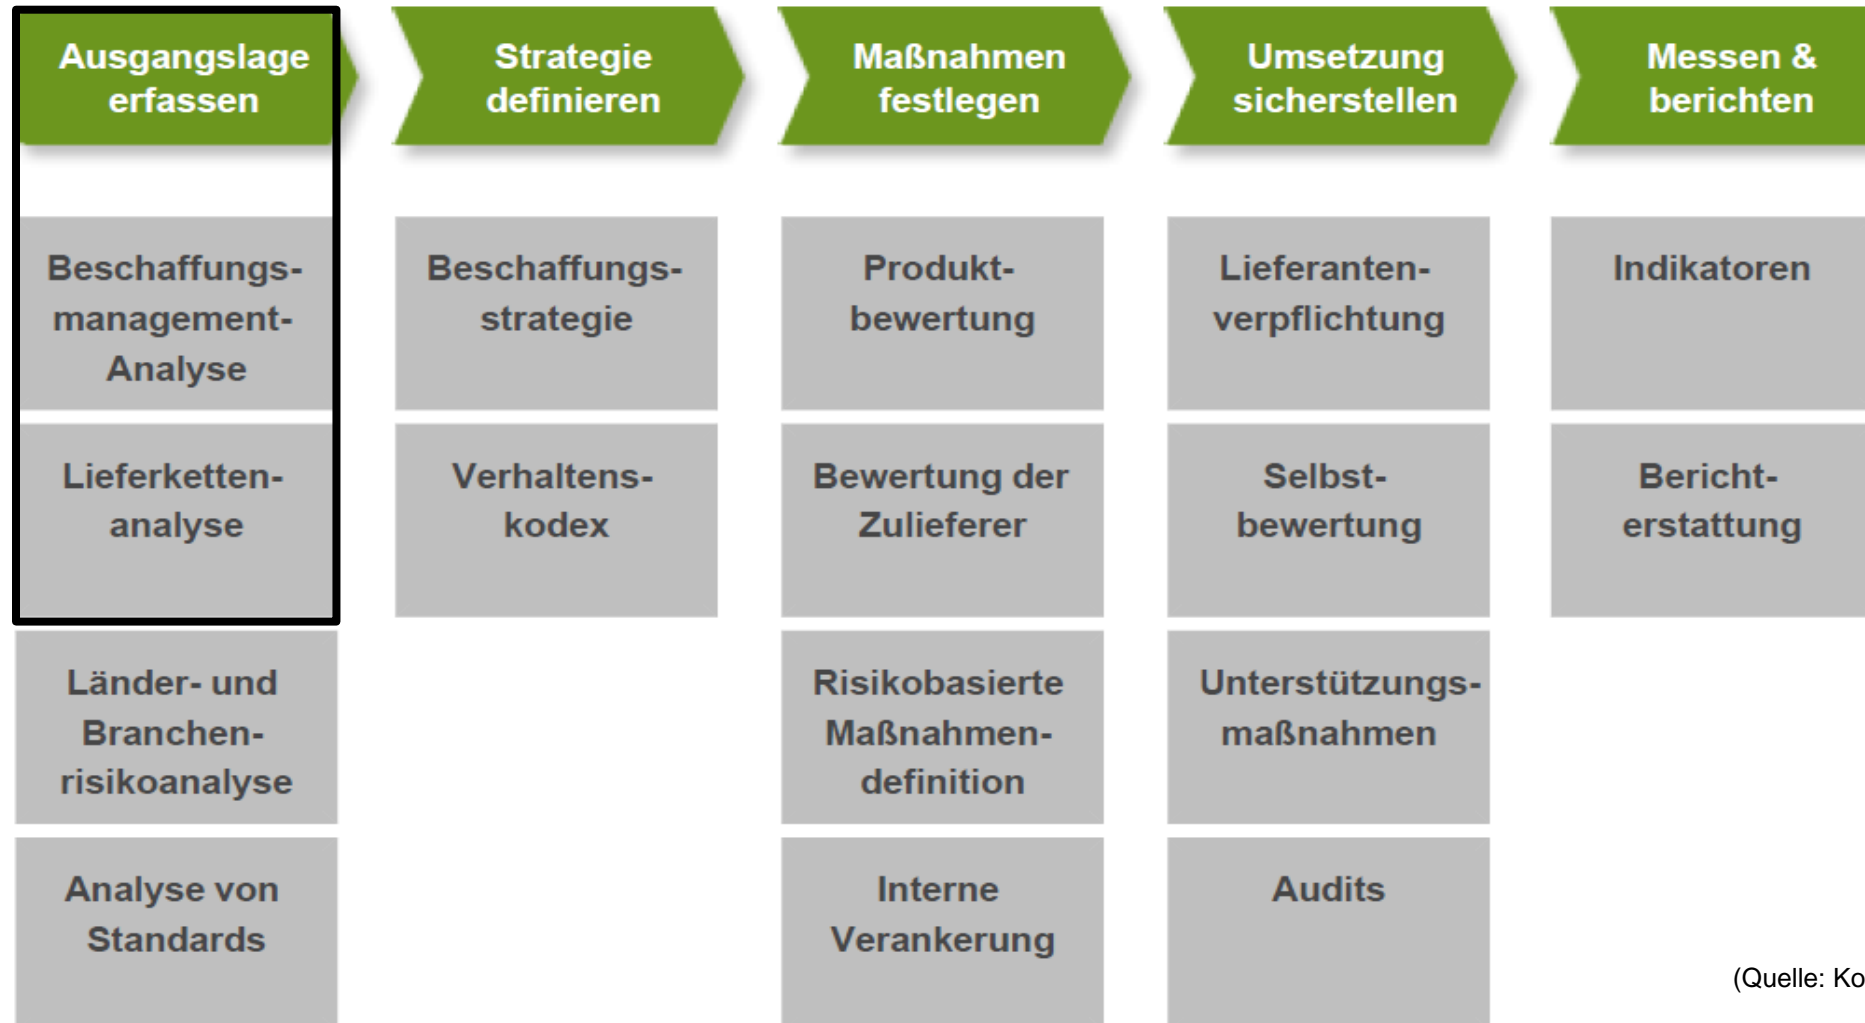 Ausgangslage
erfassen
Strategie
definieren
Maßnahmen
festlegen
Umsetzung
sicherstellen
Messen &
berichten
Beschaffungs-
management-
Analyse
Beschaffungs-
strategie
Produkt-
bewertung
Lieferanten-
verpflichtung
Indikatoren
Lieferketten-
analyse
Verhaltens-
kodex
Bewertung der
Zulieferer
Selbst-
bewertung
Bericht-
erstattung
Länder- und
Branchen-
risikoanalyse
Risikobasierte
Maßnahmen-
definition
Unterstützungs-
maßnahmen
Analyse von
Standards
Interne
Verankerung
Audits
(Quelle: Ko